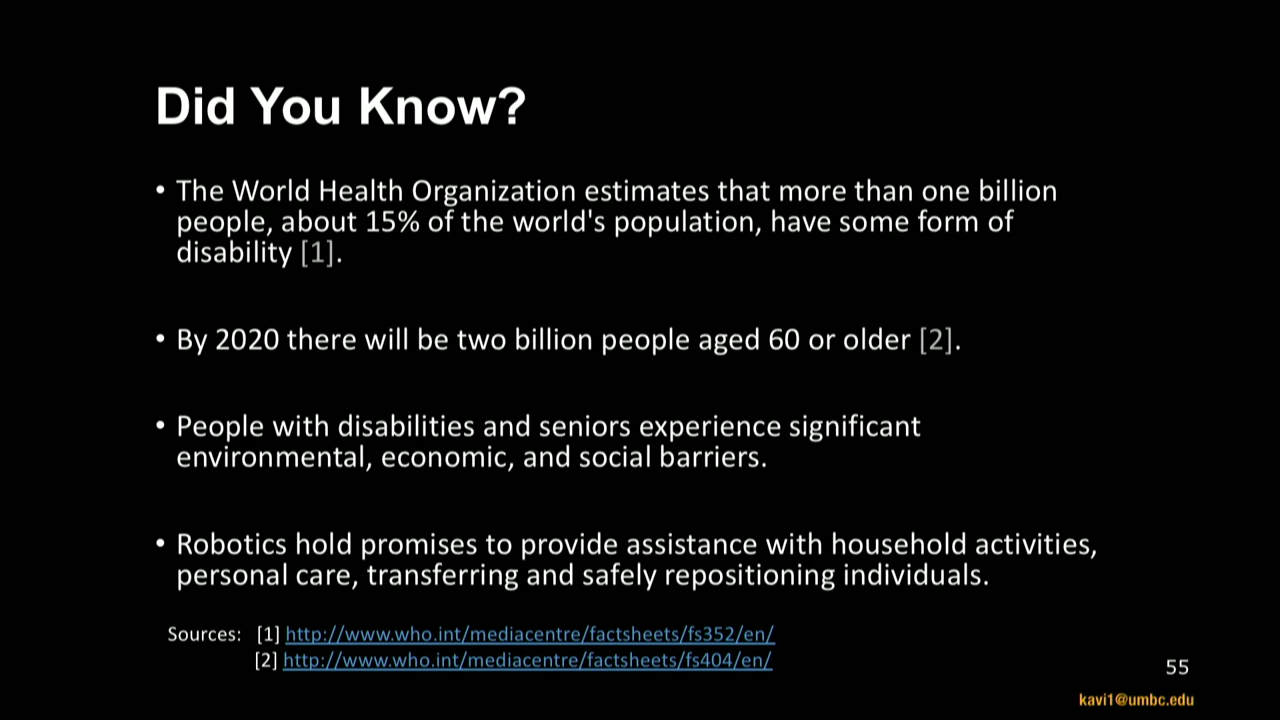 Did You Know?
• The World Health Organization estimates that more than one billion
people, about 15% of the world's population, have some form of
disability [1].
• By 2020 there will be two billion people aged 60 or older [2].
• People with disabilities and seniors experience significant
environmental, economic, and social barriers.
• Robotics hold promises to provide assistance with household activities,
personal care, transferring and safely repositioning individuals.
Sources: [1] http://www.who.int/mediacentre/factsheets/fs352/en/
[2] http://www.who.int/mediacentre/factsheets/fs404/en/
55
kavi1@umbc.edu